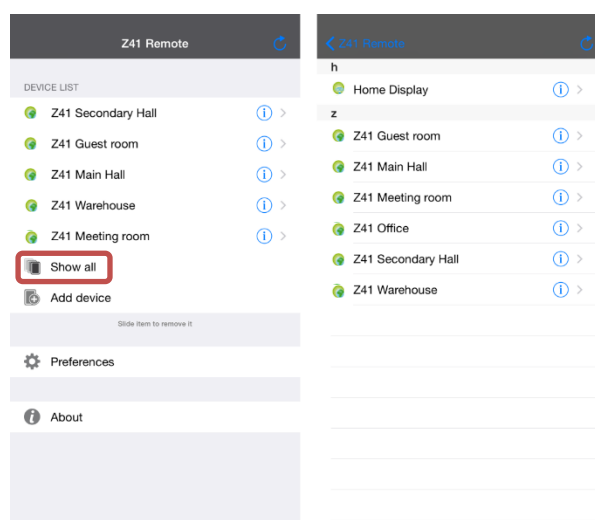 Z41 Remote
DEVICE LIST
Z41 Secondary Hall
Z41 Guest room
Z41 Main Hall
Z41 Warehouse
Z41 Meeting room
Show all
Add device
Slide item to remove it
Preferences
About
Z41 Remote
h
Home Display
z
Z41 Guest room
Z41 Main Hall
Z41 Meeting room
Z41 Office
Z41 Secondary Hall
Z41 Warehouse